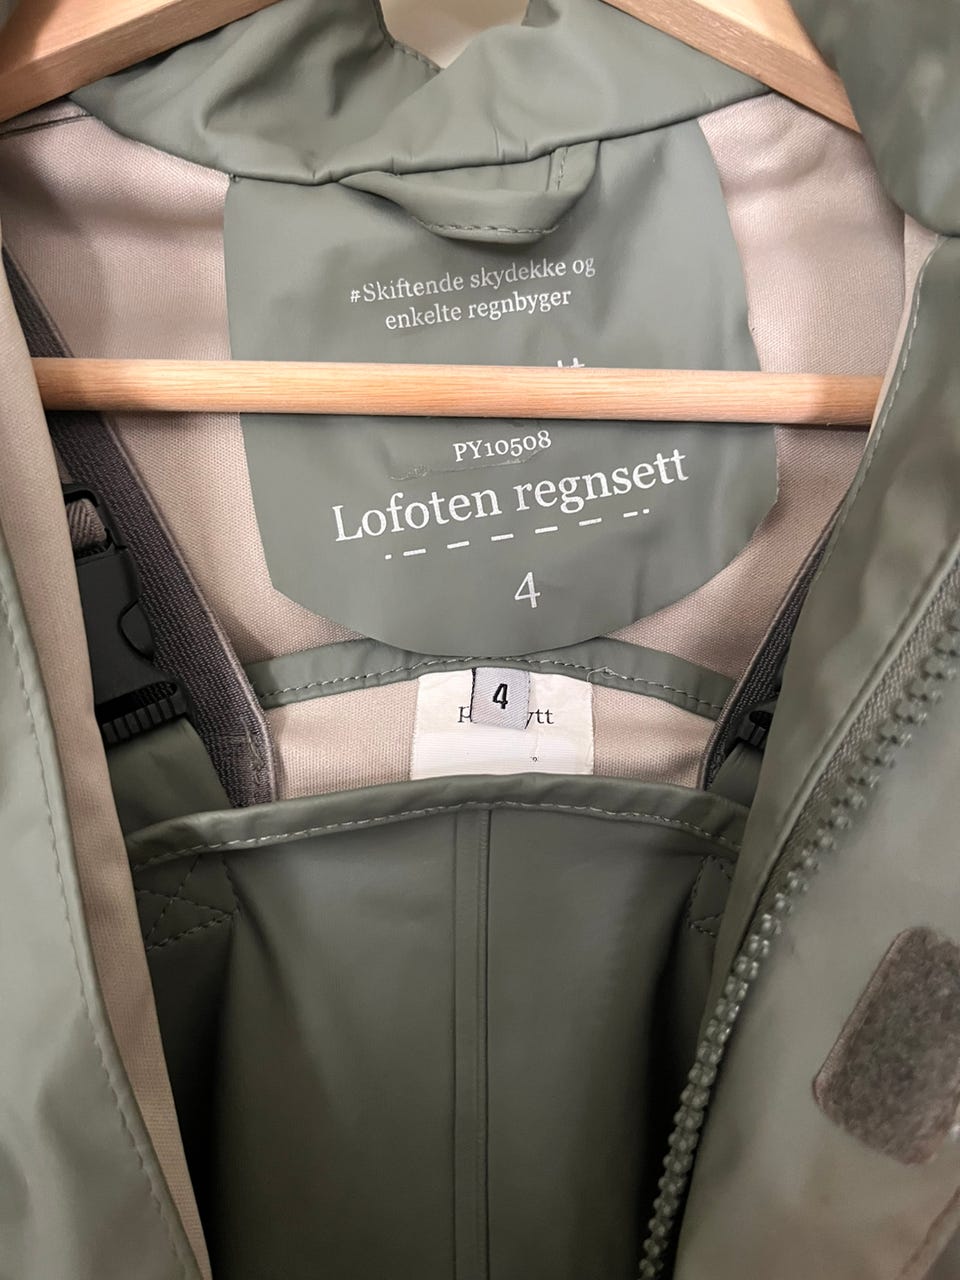 #Skiftende skydekke og
enkelte regnbyger
PY10508
Lofoten regnsett
4
4